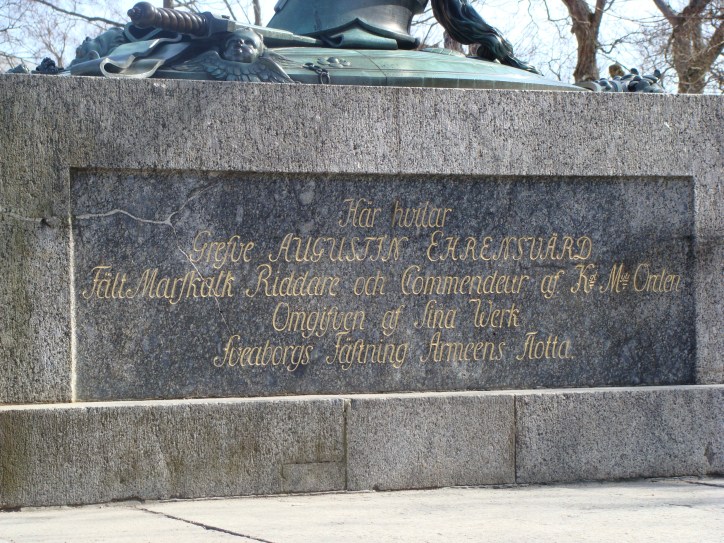 Här hvilar
Grefve AUGUSTIN EHRENSVÄRD
Fält Marskalk Riddare och Commendeur af K: M: Orden
Omgifven af sina Werk
Sveaborgs Fästning Armeens Flotta.